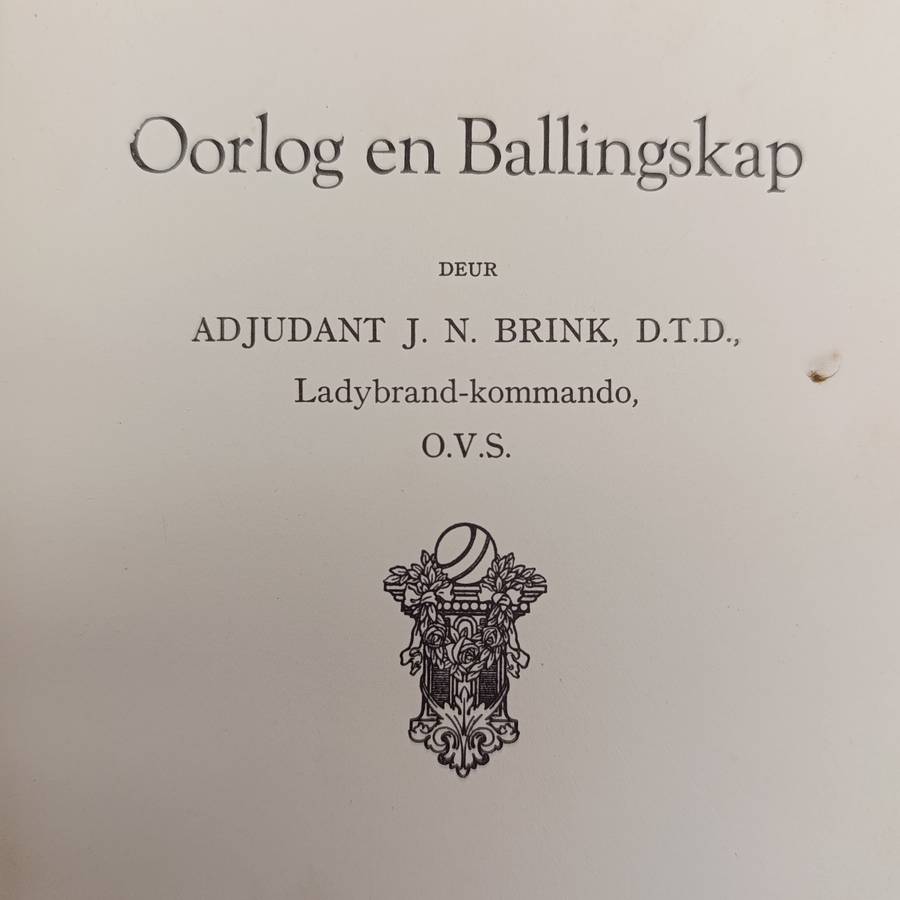 Oorlog en Ballingskap
DEUR
ADJUDANT J. N. BRINK, D.T.D.,
Ladybrand-kommando,
O.V.S.